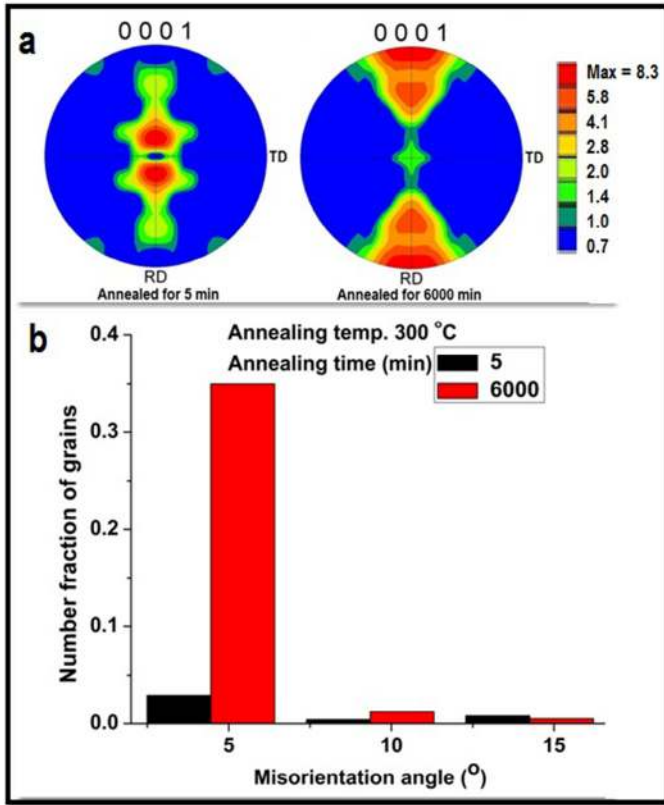 a
0 0 0 1
0 0 0 1
TD
TD
RD
RD
Annealed for 5 min
Annealed for 6000 min
Max = 8.3
5.8
4.1
2.8
2.0
1.4
1.0
0.7
b
Annealing temp. 300 °C
Annealing time (min)
5
6000
0.4
0.3
0.2
0.1
0.0
Number fraction of grains
5
10
15
Misorientation angle (°)